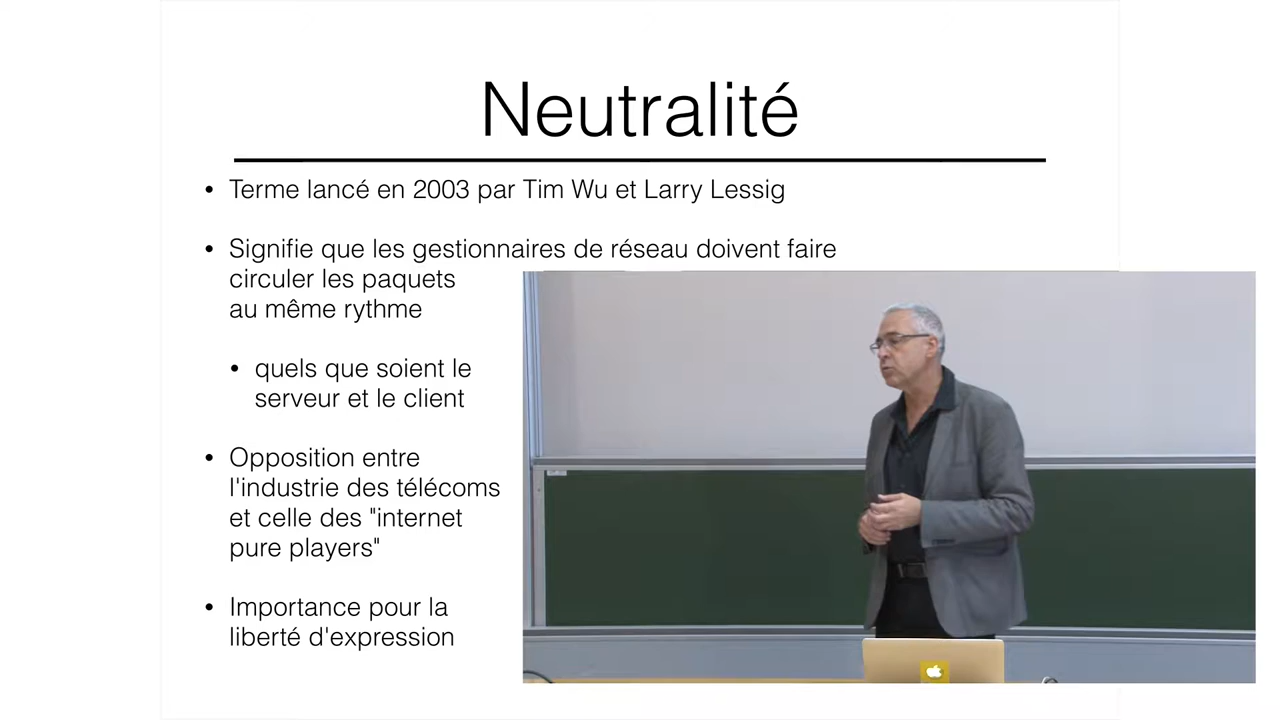 Neutralité
• Terme lancé en 2003 par Tim Wu et Larry Lessig
• Signifie que les gestionnaires de réseau doivent faire
circuler les paquets
au même rythme
• quels que soient le
serveur et le client
• Opposition entre
l'industrie des télécoms
et celle des "internet
pure players"
• Importance pour la
liberté d'expression